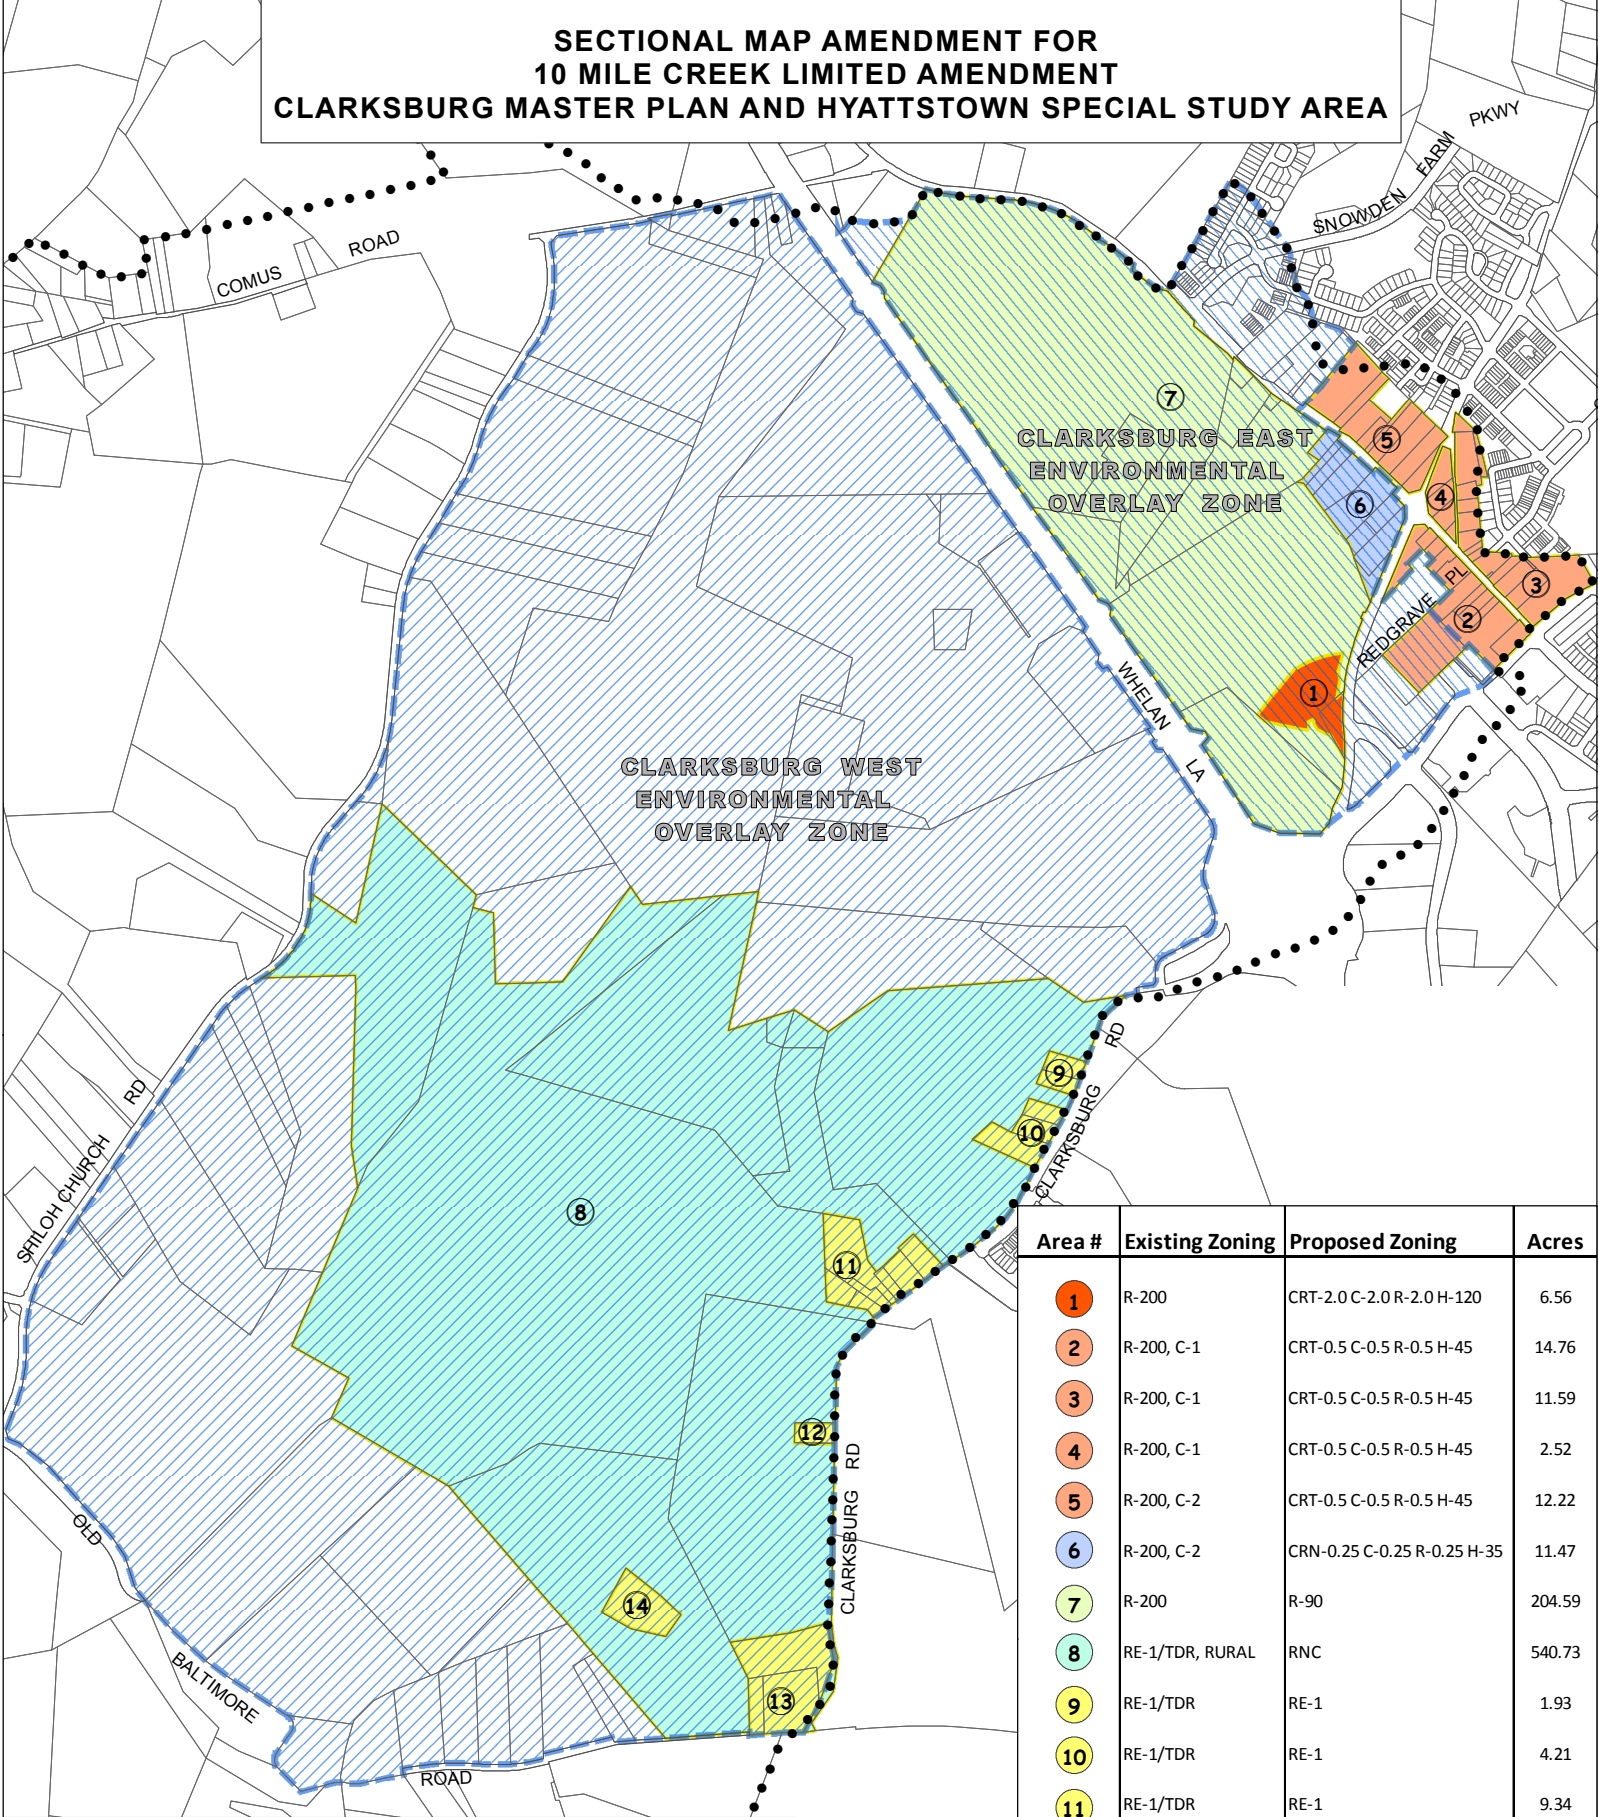 SECTIONAL MAP AMENDMENT FOR
10 MILE CREEK LIMITED AMENDMENT
CLARKSBURG MASTER PLAN AND HYATTSTOWN SPECIAL STUDY AREA
PKWY
FARM
SNOWDEN
COMUS ROAD
7
CLARKSBURG EAST
ENVIRONMENTAL
OVERLAY ZONE
5
4
6
3
2
REDGRAVE PL
1
WHELAN LA
CLARKSBURG WEST
ENVIRONMENTAL
OVERLAY ZONE
CLARKSBURG RD
9
10
SHILOH CHURCH RD
8
11
12
CLARKSBURG RD
14
13
OLD
BALTIMORE
ROAD
Area # Existing Zoning Proposed Zoning Acres
1 R-200 CRT-2.0 C-2.0 R-2.0 H-120 6.56
2 R-200, C-1 CRT-0.5 C-0.5 R-0.5 H-45 14.76
3 R-200, C-1 CRT-0.5 C-0.5 R-0.5 H-45 11.59
4 R-200, C-1 CRT-0.5 C-0.5 R-0.5 H-45 2.52
5 R-200, C-2 CRT-0.5 C-0.5 R-0.5 H-45 12.22
6 R-200, C-2 CRN-0.25 C-0.25 R-0.25 H-35 11.47
7 R-200 R-90 204.59
8 RE-1/TDR, RURAL RNC 540.73
9 RE-1/TDR RE-1 1.93
10 RE-1/TDR RE-1 4.21
11 RE-1/TDR RE-1 9.34